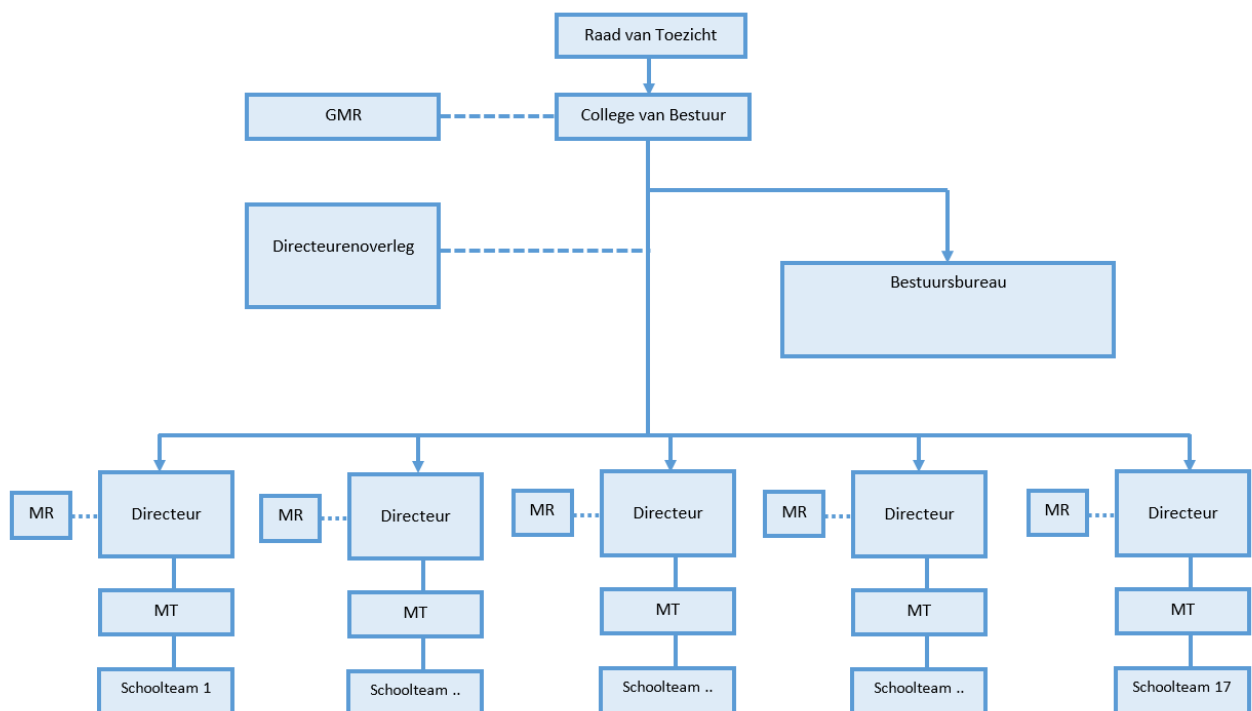 Raad van Toezicht
GMR
College van Bestuur
Directeurenoverleg
Bestuursbureau
MR
Directeur
MR
Directeur
MR
Directeur
MR
Directeur
MR
Directeur
MT
MT
MT
MT
MT
Schoolteam 1
Schoolteam ..
Schoolteam ..
Schoolteam ..
Schoolteam 17